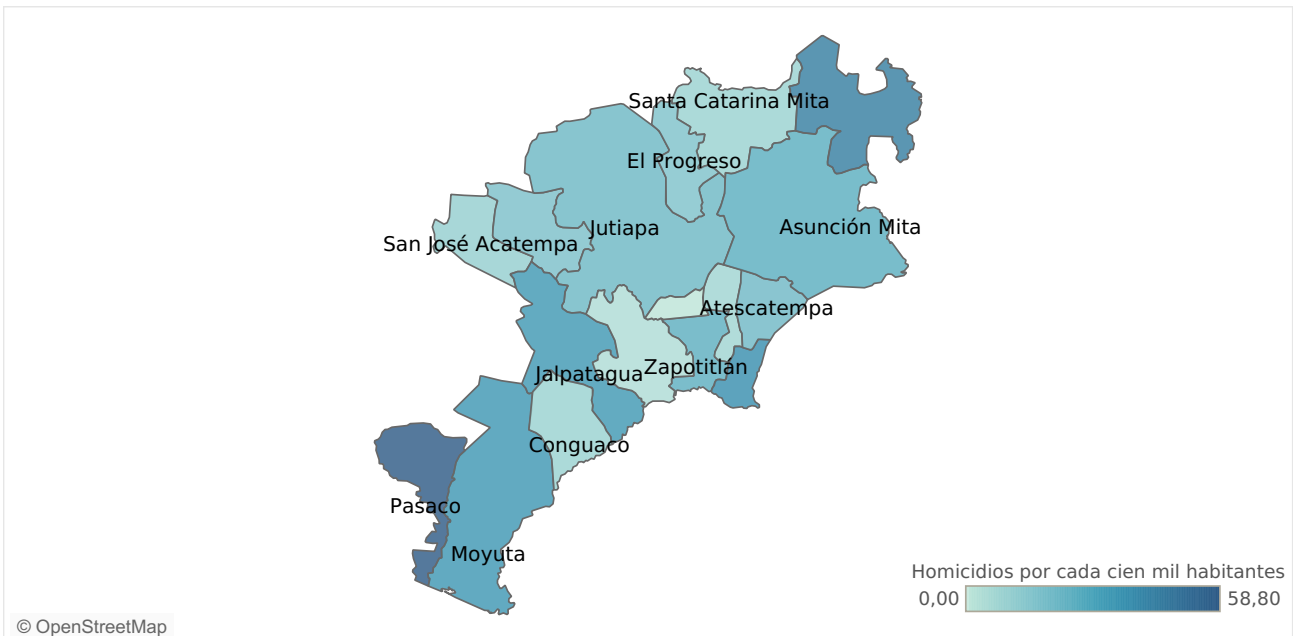 Santa Catarina Mita
El Progreso
Jutiapa
Asunción Mita
San José Acatempa
Atescatempa
Zapotitlán
Jalpatagua
Conguaco
Pasaco
Moyuta
Homicidios por cada cien mil habitantes
0,00 58,80
© OpenStreetMap